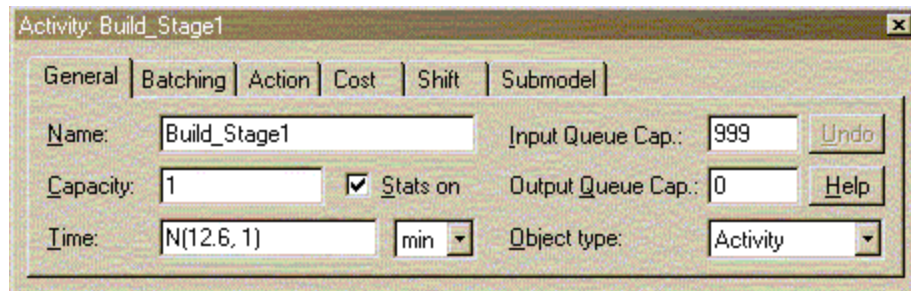 Activity: Build_Stage1
General Batching Action Cost Shift Submodel
Name: Build_Stage1 Input Queue Cap.: 999 Undo
Capacity: 1 Stats on Output Queue Cap.: 0 Help
Time: N(12.6, 1) min Object type: Activity